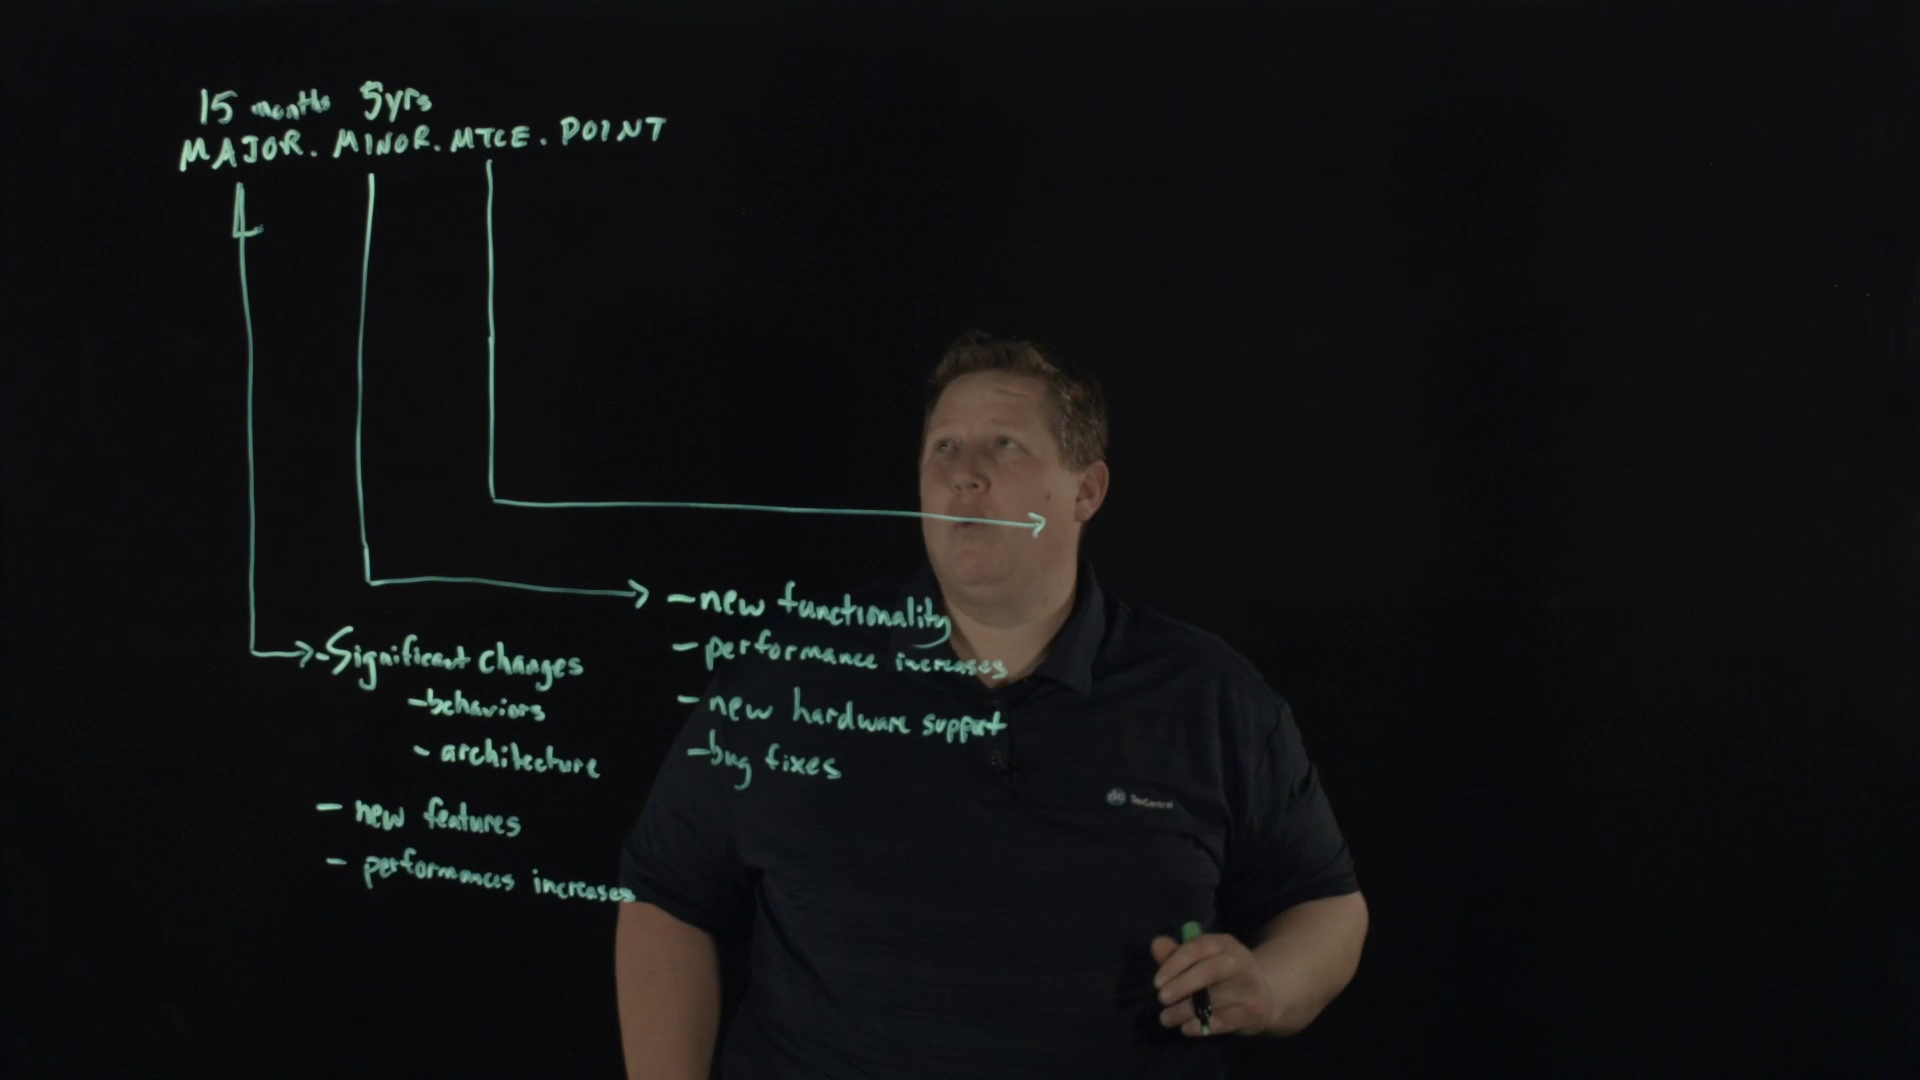 15 months 5yrs
MAJOR. MINOR. MTCE. POINT
-new functionality
-performance increases
-new hardware support
-bug fixes
-Significant changes
-behaviors
- architecture
- new features
- performances increases
DevCentral